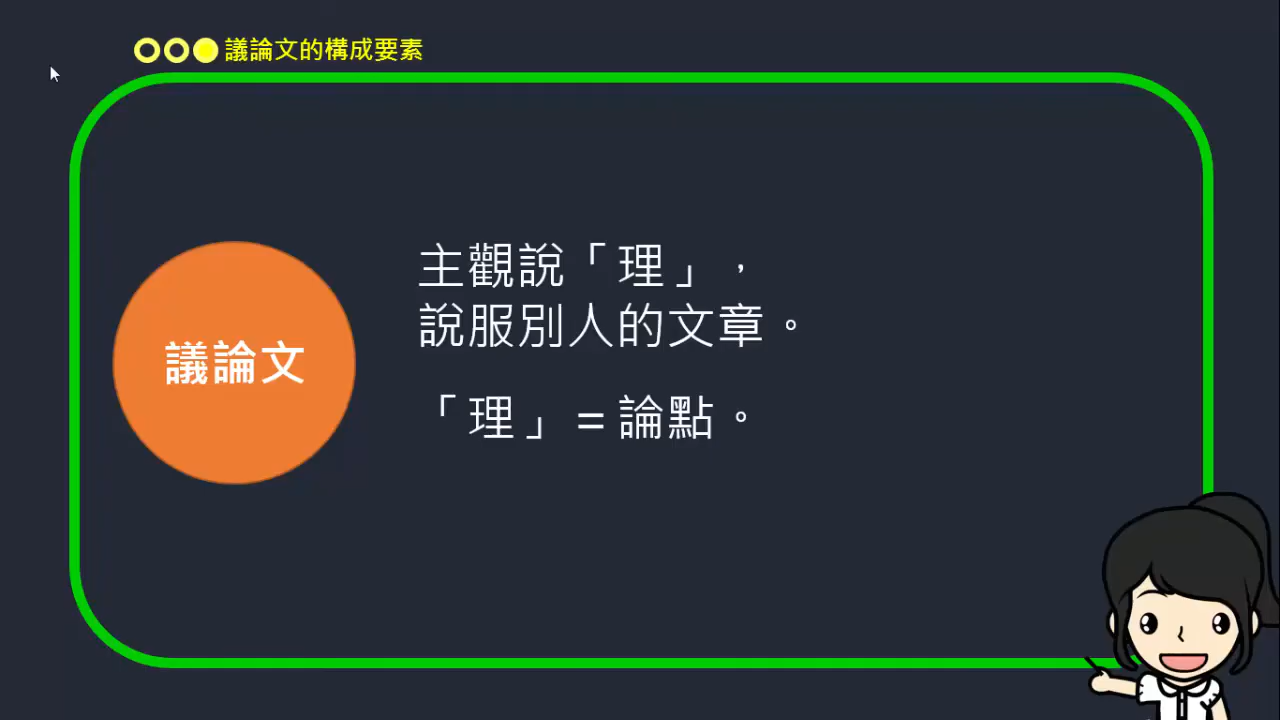 議論文的構成要素
議論文
主觀說「理」，
說服別人的文章。
「理」＝論點。